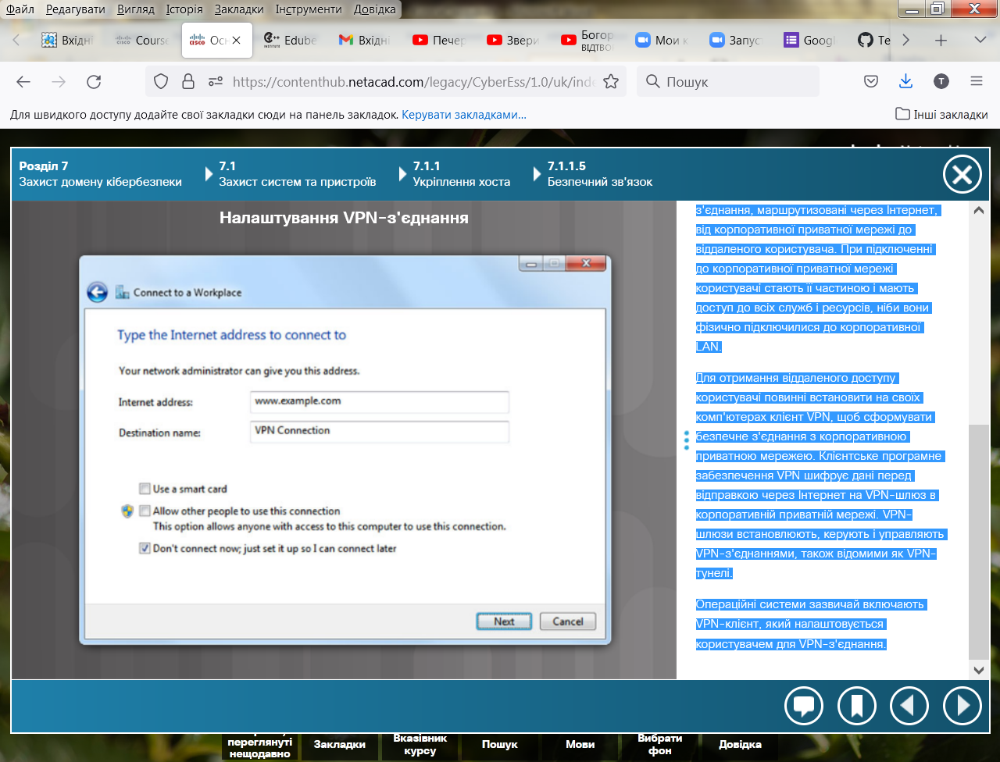 Файл Редагувати Вигляд Історія Закладки Інструменти Довідка
Вхідні
Course
cisco Осн
C++ INSTITUTE Edube
Вхідні
Печер
Звери
Богор
ВІДТВО
Мои к
Запус
Googl
Те
https://contenthub.netacad.com/legacy/CyberEss/1.0/uk/inde
Пошук
T
Для швидкого доступу додайте свої закладки сюди на панель закладок. Керувати закладками...
Інші закладки
Розділ 7
Захист домену кібербезпеки
7.1
Захист систем та пристроїв
7.1.1
Укріплення хоста
7.1.1.5
Безпечний зв'язок
Налаштування VPN-з'єднання
Connect to a Workplace
Type the Internet address to connect to
Your network administrator can give you this address.
Internet address: www.example.com
Destination name: VPN Connection
Use a smart card
Allow other people to use this connection
This option allows anyone with access to this computer to use this connection.
Don't connect now; just set it up so I can connect later
Next Cancel
з'єднання, маршрутизовані через Інтернет,
від корпоративної приватної мережі до
віддаленого користувача. При підключенні
до корпоративної приватної мережі
користувачі стають її частиною і мають
доступ до всіх служб і ресурсів, ніби вони
фізично підключилися до корпоративної
LAN.
Для отримання віддаленого доступу
користувачі повинні встановити на своїх
комп'ютерах клієнт VPN, щоб сформувати
безпечне з'єднання з корпоративною
приватною мережею. Клієнтське програмне
забезпечення VPN шифрує дані перед
відправкою через Інтернет на VPN-шлюз в
корпоративній приватній мережі. VPN-
шлюзи встановлюють, керують і управляють
VPN-з'єднаннями, також відомими як VPN-
тунелі.
Операційні системи зазвичай включають
VPN-клієнт, який налаштовується
користувачем для VPN-з'єднання.
переглянуті
нещодавно
Закладки
Вказівник
курсу
Пошук
Мови
Вибрати
фон
Довідка